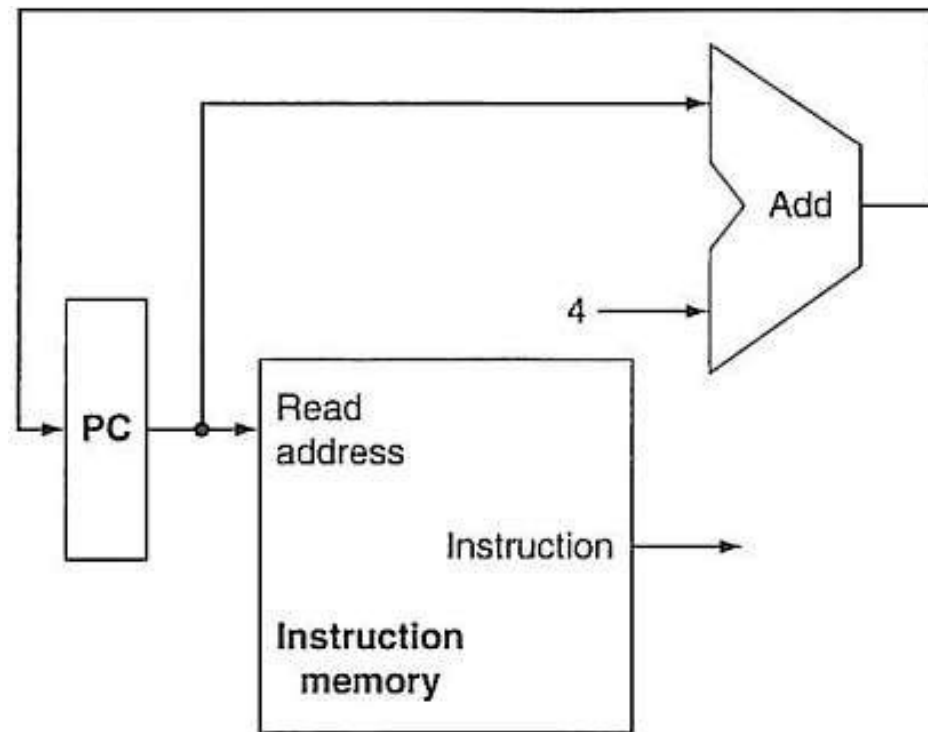 Add
4
PC
Read
address
Instruction
Instruction
memory